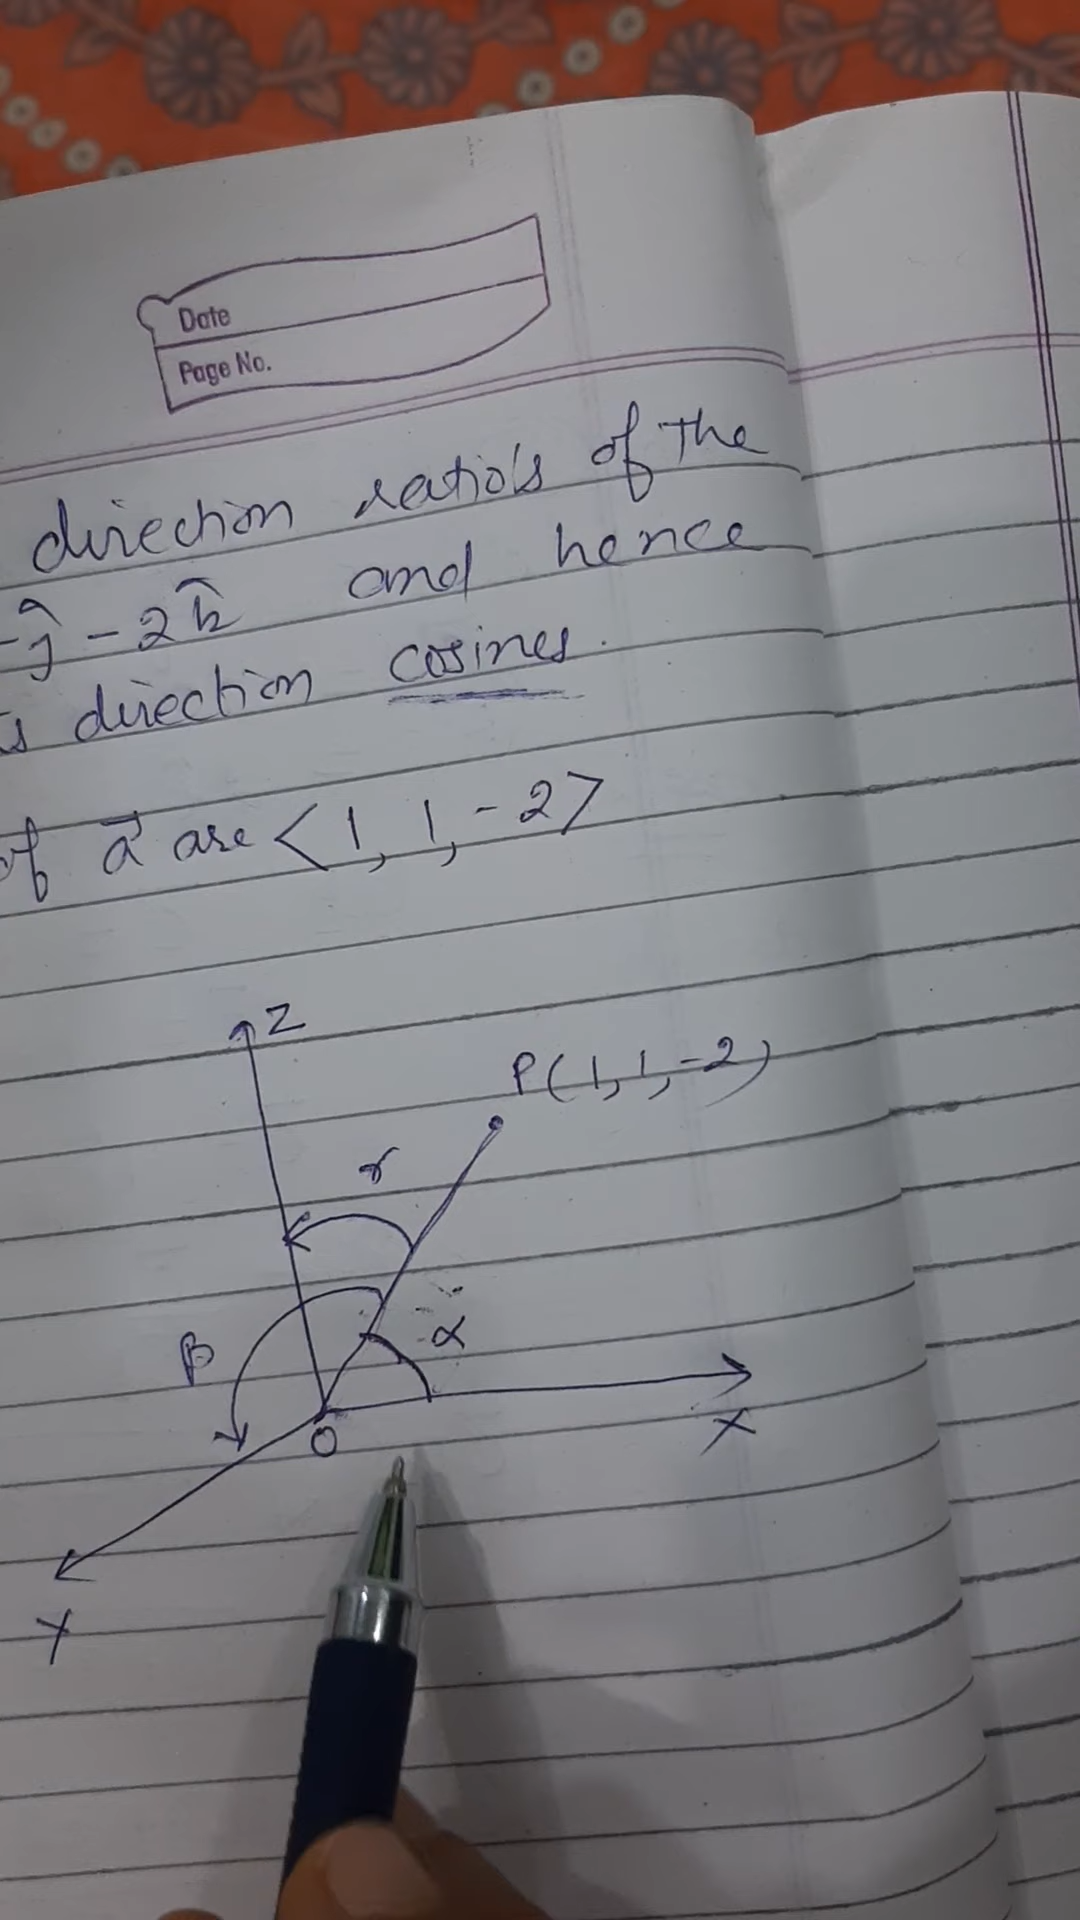 Date
Page No.
direction ratio's of the
ĵ - 2k̂ and hence
direction cosines.
of a⃗ are < 1, 1, -2>
Z
P(1, 1, -2)
γ
α
β
O
X
Y